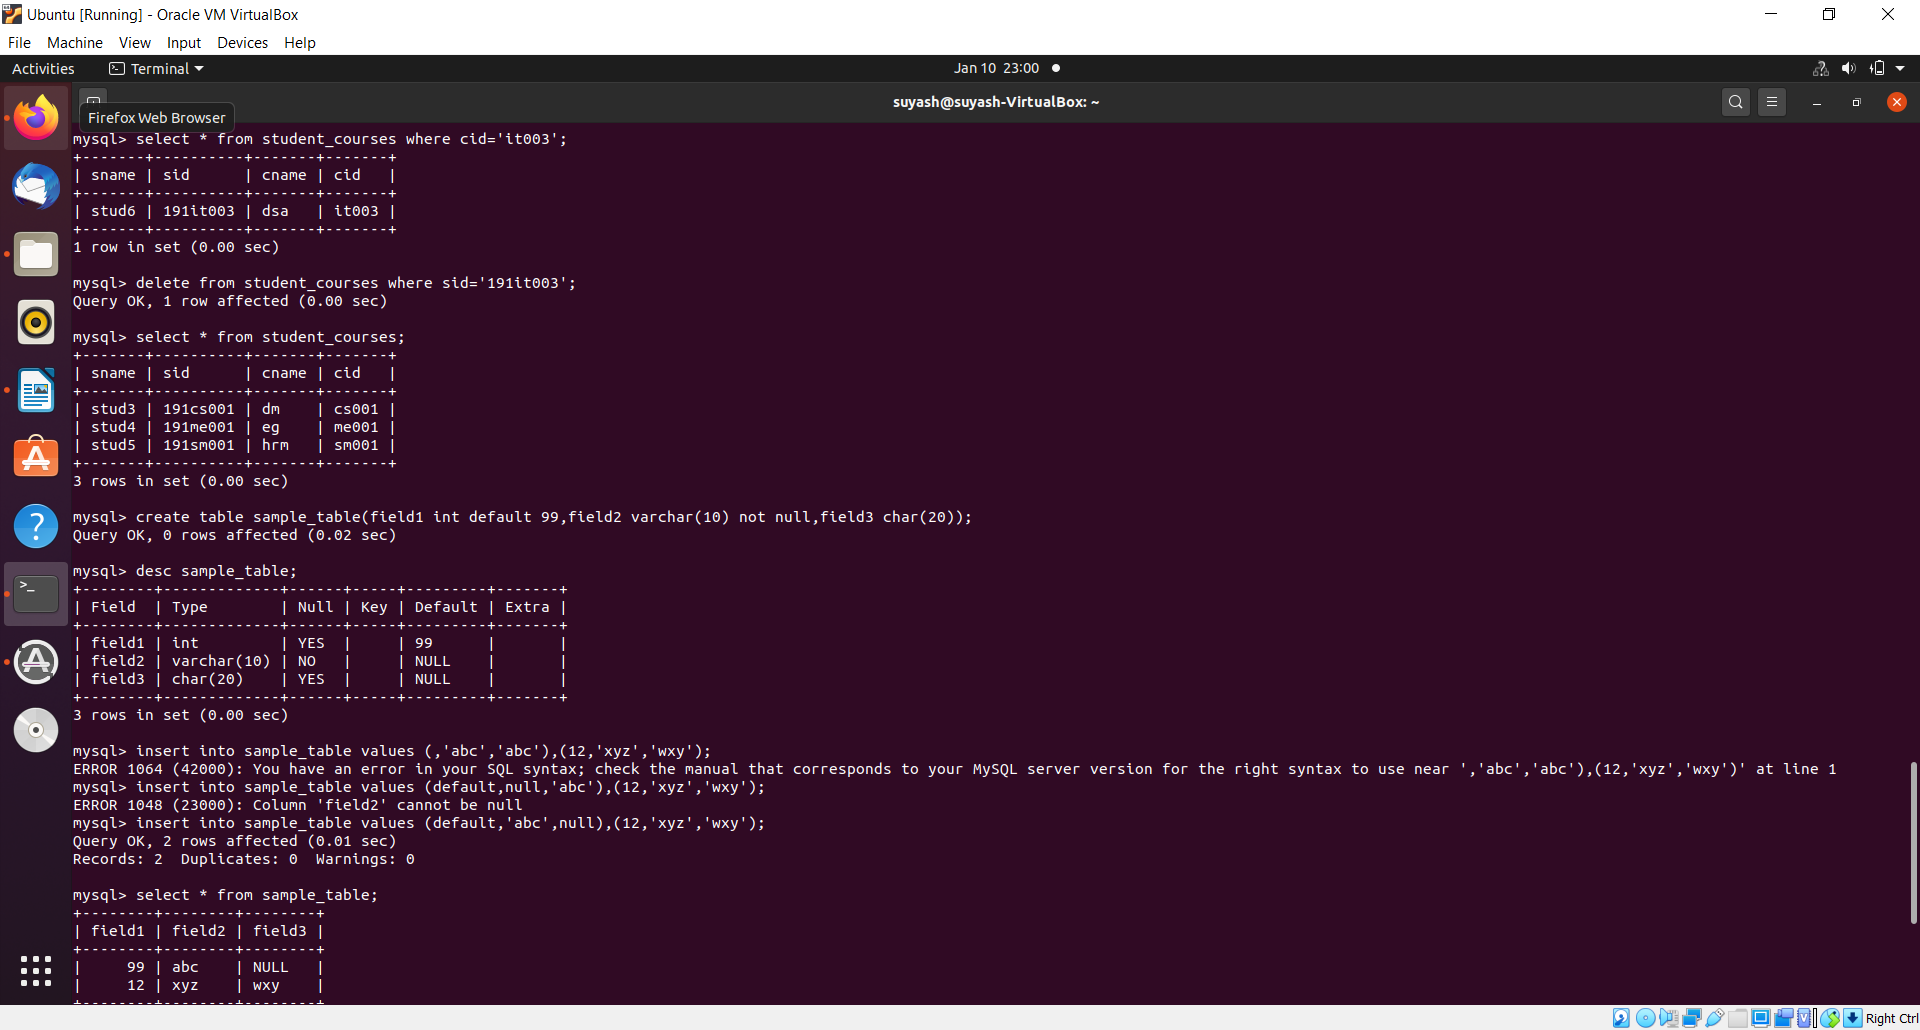 Ubuntu [Running] - Oracle VM VirtualBox
File Machine View Input Devices Help
Activities Terminal Jan 10 23:00
suyash@suyash-VirtualBox: ~
Firefox Web Browser
mysql> select * from student_courses where cid='it003';
+-------+----------+-------+-------+
| sname | sid      | cname | cid   |
+-------+----------+-------+-------+
| stud6 | 191it003 | dsa   | it003 |
+-------+----------+-------+-------+
1 row in set (0.00 sec)
mysql> delete from student_courses where sid='191it003';
Query OK, 1 row affected (0.00 sec)
mysql> select * from student_courses;
+-------+----------+-------+-------+
| sname | sid      | cname | cid   |
+-------+----------+-------+-------+
| stud3 | 191cs001 | dm    | cs001 |
| stud4 | 191me001 | eg    | me001 |
| stud5 | 191sm001 | hrm   | sm001 |
+-------+----------+-------+-------+
3 rows in set (0.00 sec)
mysql> create table sample_table(field1 int default 99,field2 varchar(10) not null,field3 char(20));
Query OK, 0 rows affected (0.02 sec)
mysql> desc sample_table;
+--------+-------------+------+-----+---------+-------+
| Field  | Type        | Null | Key | Default | Extra |
+--------+-------------+------+-----+---------+-------+
| field1 | int         | YES  |     | 99      |       |
| field2 | varchar(10) | NO   |     | NULL    |       |
| field3 | char(20)    | YES  |     | NULL    |       |
+--------+-------------+------+-----+---------+-------+
3 rows in set (0.00 sec)
mysql> insert into sample_table values (,'abc','abc'),(12,'xyz','wxy');
ERROR 1064 (42000): You have an error in your SQL syntax; check the manual that corresponds to your MySQL server version for the right syntax to use near ','abc','abc'),(12,'xyz','wxy')' at line 1
mysql> insert into sample_table values (default,null,'abc'),(12,'xyz','wxy');
ERROR 1048 (23000): Column 'field2' cannot be null
mysql> insert into sample_table values (default,'abc',null),(12,'xyz','wxy');
Query OK, 2 rows affected (0.01 sec)
Records: 2  Duplicates: 0  Warnings: 0
mysql> select * from sample_table;
+--------+--------+--------+
| field1 | field2 | field3 |
+--------+--------+--------+
|     99 | abc    | NULL   |
|     12 | xyz    | wxy    |
+--------+--------+--------+
Right Ctrl